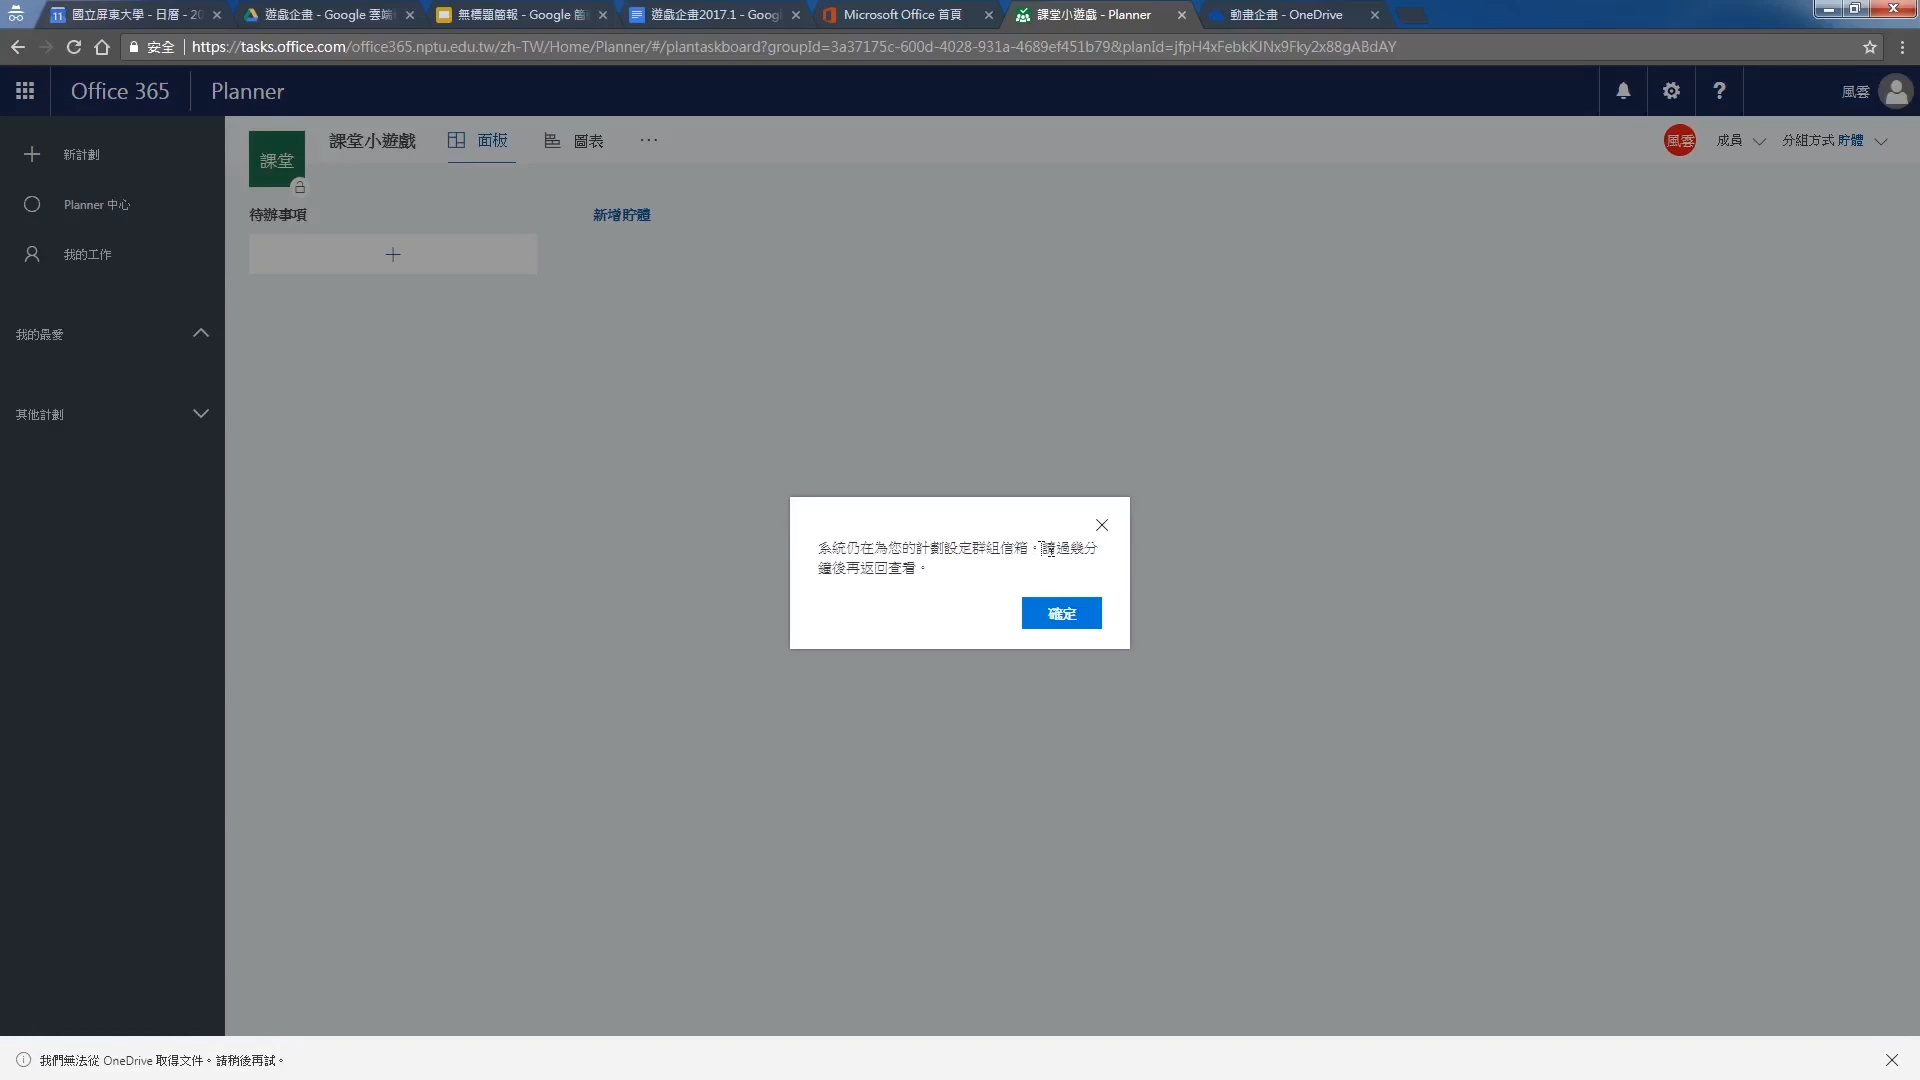 國立屏東大學 - 日曆 - 20
遊戲企畫 - Google 雲端
無標題簡報 - Google 簡
遊戲企畫2017.1 - Googl
Microsoft Office 首頁
課堂小遊戲 - Planner
動畫企畫 - OneDrive
安全 | https://tasks.office.com/office365.nptu.edu.tw/zh-TW/Home/Planner/#/plantaskboard?groupId=3a37175c-600d-4028-931a-4689ef451b79&planId=jfpH4xFebkKJNx9Fky2x88gABdAY
Office 365
Planner
?
風雲
新計劃
Planner 中心
我的工作
我的最愛
其他計劃
課堂
課堂小遊戲
面板
圖表
...
風雲
成員
分組方式 貯體
待辦事項
新增貯體
系統仍在為您的計劃設定群組信箱。請過幾分
鐘後再返回查看。
確定
我們無法從 OneDrive 取得文件。請稍後再試。